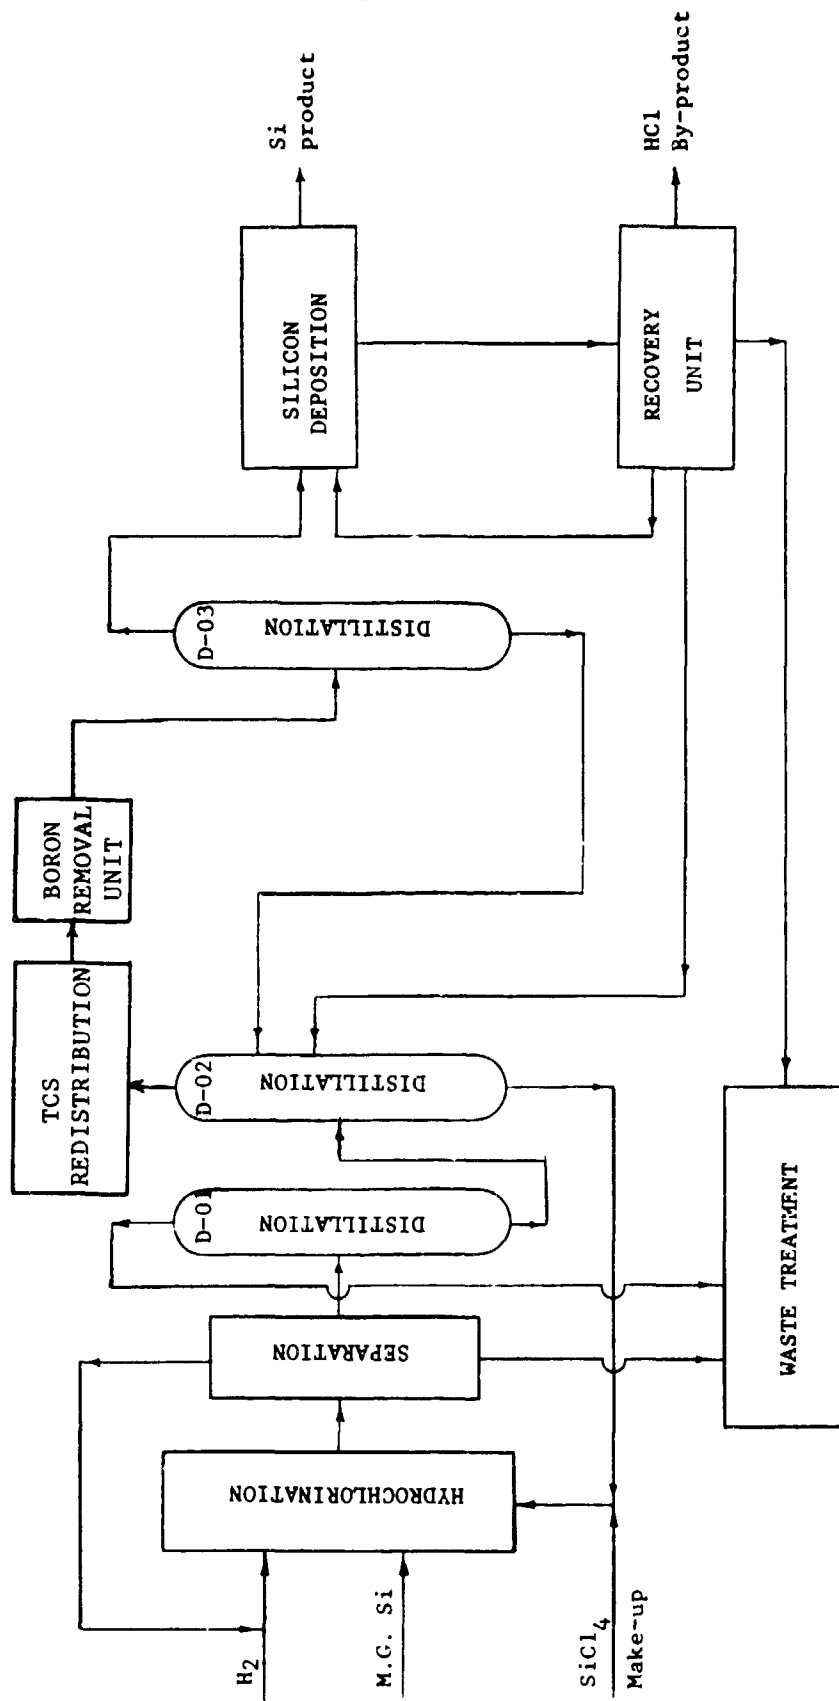 H2
M.G. Si
SiCl4
Make-up
HYDROCHLORINATION
SEPARATION
D-01
DISTILLATION
D-02
DISTILLATION
TCS
REDISTRIBUTION
BORON
REMOVAL
UNIT
D-03
DISTILLATION
SILICON
DEPOSITION
Si
product
RECOVERY
UNIT
HCl
By-product
WASTE TREATMENT